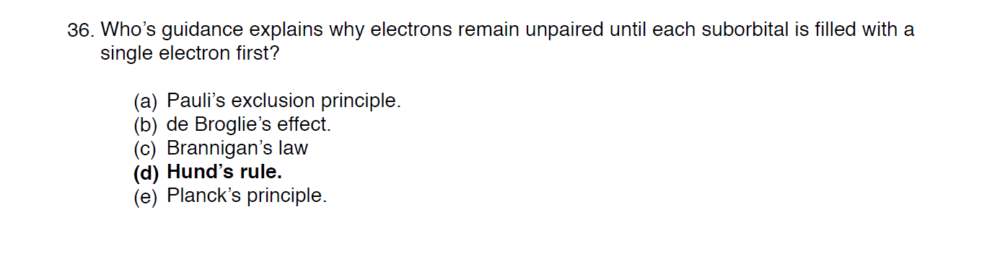 36. Who’s guidance explains why electrons remain unpaired until each suborbital is filled with a
single electron first?
(a) Pauli’s exclusion principle.
(b) de Broglie’s effect.
(c) Brannigan’s law
(d) Hund’s rule.
(e) Planck’s principle.